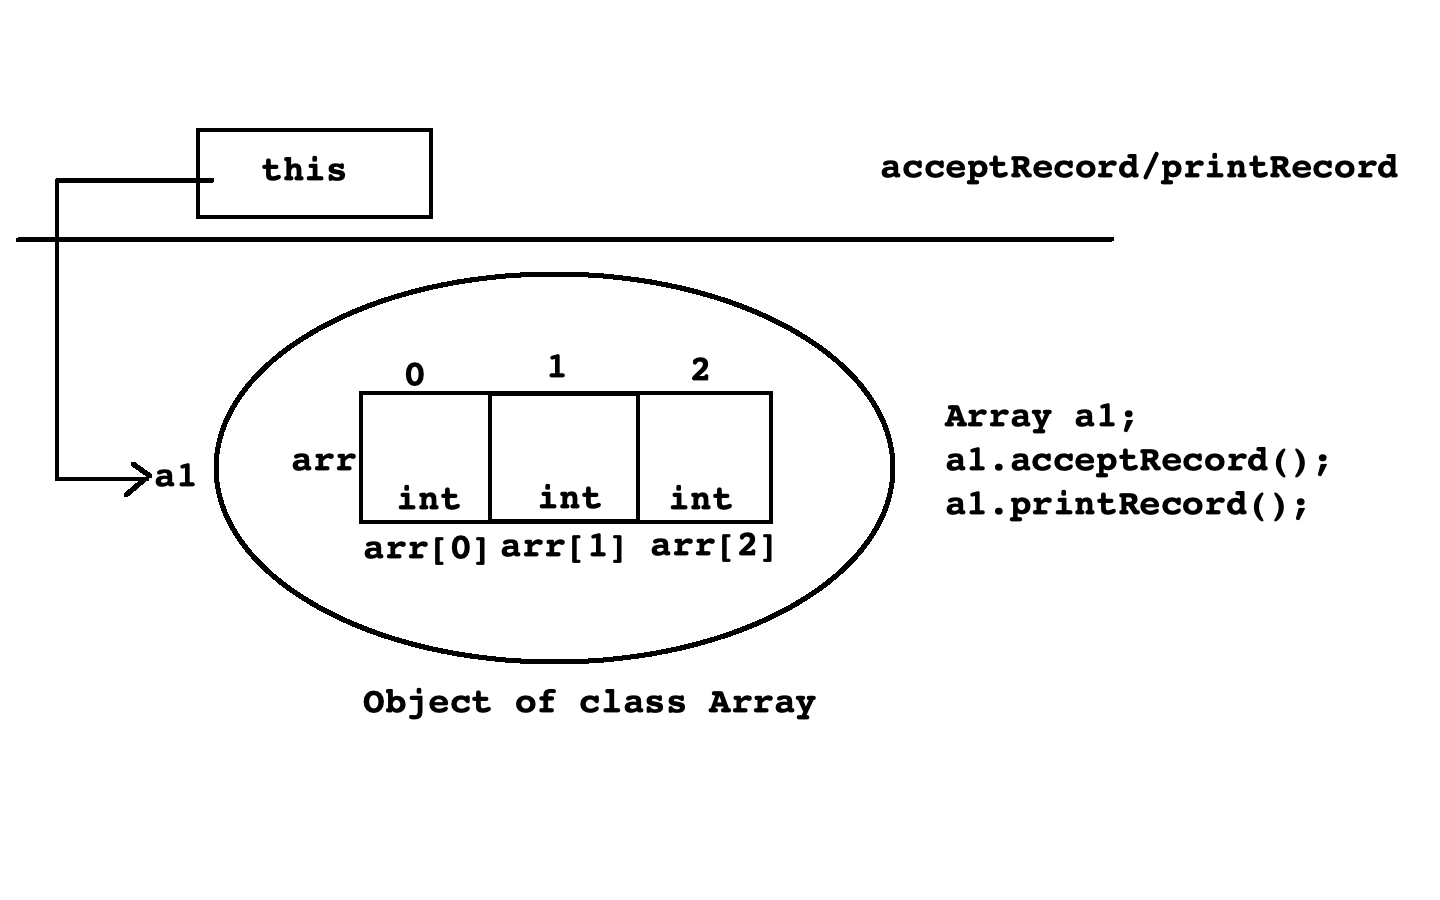 this
acceptRecord/printRecord
0 1 2
arr
int int int
arr[0] arr[1] arr[2]
a1
Array a1;
a1.acceptRecord();
a1.printRecord();
Object of class Array